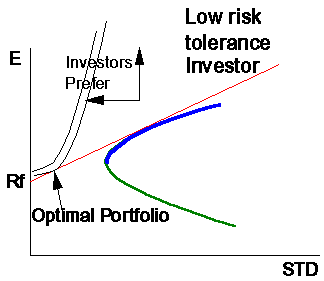 Low risk
tolerance
Investor
E
Investors
Prefer
Rf
Optimal Portfolio
STD